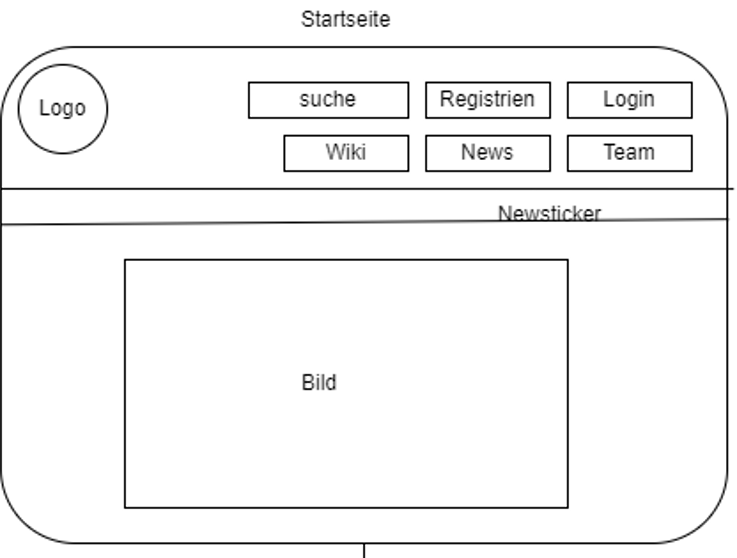 Startseite
Logo
suche
Registrien
Login
Wiki
News
Team
Newsticker
Bild